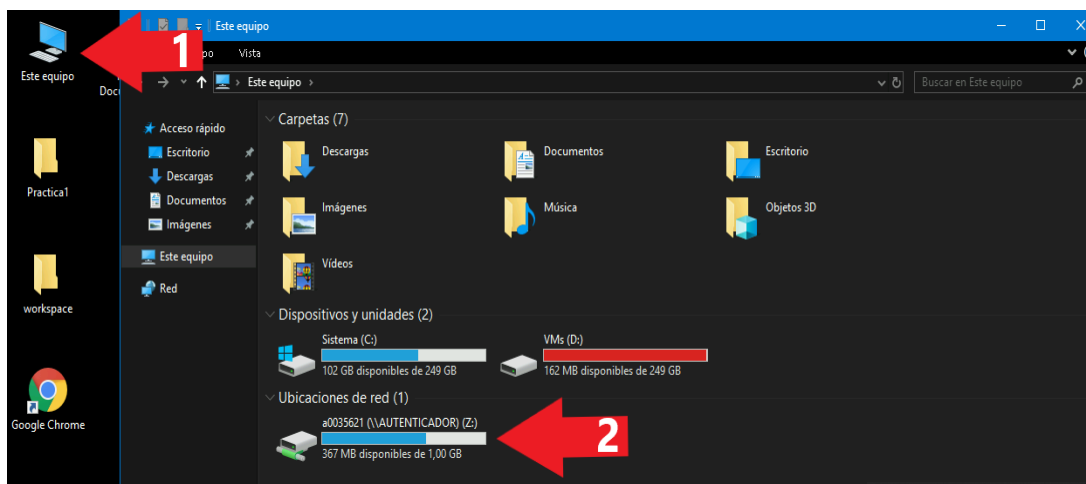 Este equipo
Practica1
workspace
Google Chrome
1
Este equipo
Vista
Este equipo
Buscar en Este equipo
Acceso rápido
Escritorio
Descargas
Documentos
Imágenes
Este equipo
Red
Carpetas (7)
Descargas
Documentos
Escritorio
Imágenes
Música
Objetos 3D
Vídeos
Dispositivos y unidades (2)
Sistema (C:)
102 GB disponibles de 249 GB
VMs (D:)
162 MB disponibles de 249 GB
Ubicaciones de red (1)
a0035621 (\\AUTENTICADOR) (Z:)
367 MB disponibles de 1,00 GB
2